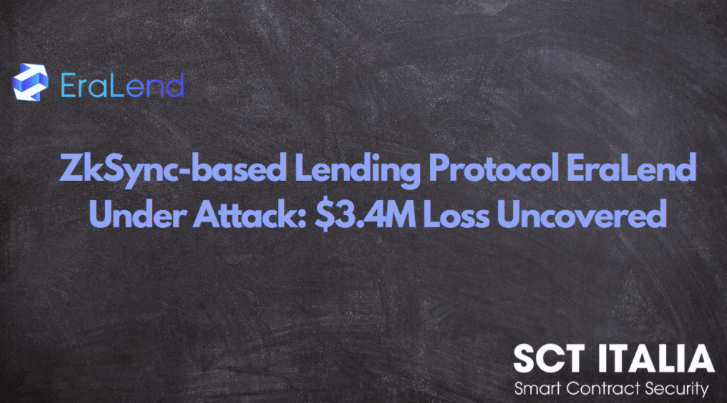 EraLend
ZkSync-based Lending Protocol EraLend
Under Attack: $3.4M Loss Uncovered
SCT ITALIA
Smart Contract Security